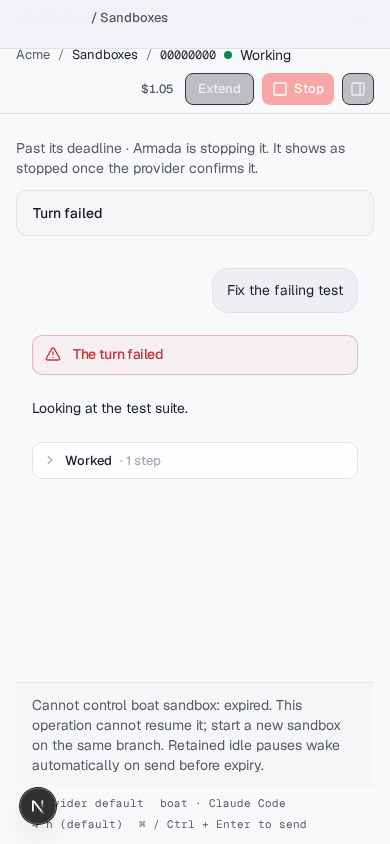 Navigation / Sandboxes
Acme / Sandboxes / 00000000 Working
$1.05 Extend Stop
Past its deadline · Armada is stopping it. It shows as
stopped once the provider confirms it.
Turn failed
Fix the failing test
The turn failed
Looking at the test suite.
Worked · 1 step
Cannot control boat sandbox: expired. This
operation cannot resume it; start a new sandbox
on the same branch. Retained idle pauses wake
automatically on send before expiry.
default boat · Claude Code
N
(default) ⌘ / Ctrl + Enter to send